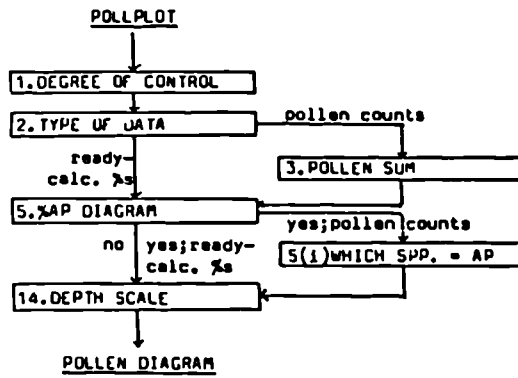 POLLPLOT
1.DEGREE OF CONTROL
2.TYPE OF DATA
pollen counts
ready-
calc. %s
3.POLLEN SUM
5.%AP DIAGRAM
yes;pollen counts
no yes;ready-
calc. %s
5(i)WHICH SPP. = AP
14.DEPTH SCALE
POLLEN DIAGRAM